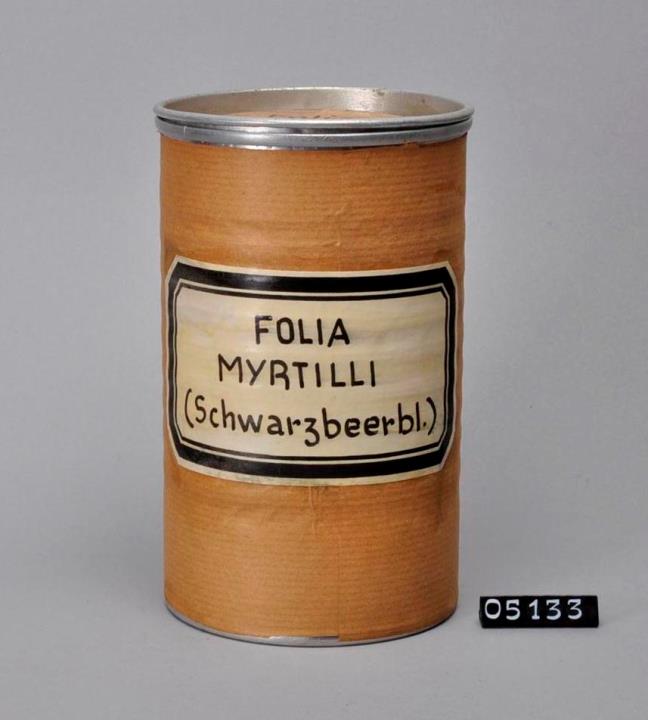 FOLIA
MYRTILLI
(Schwarzbeerbl.)
05133